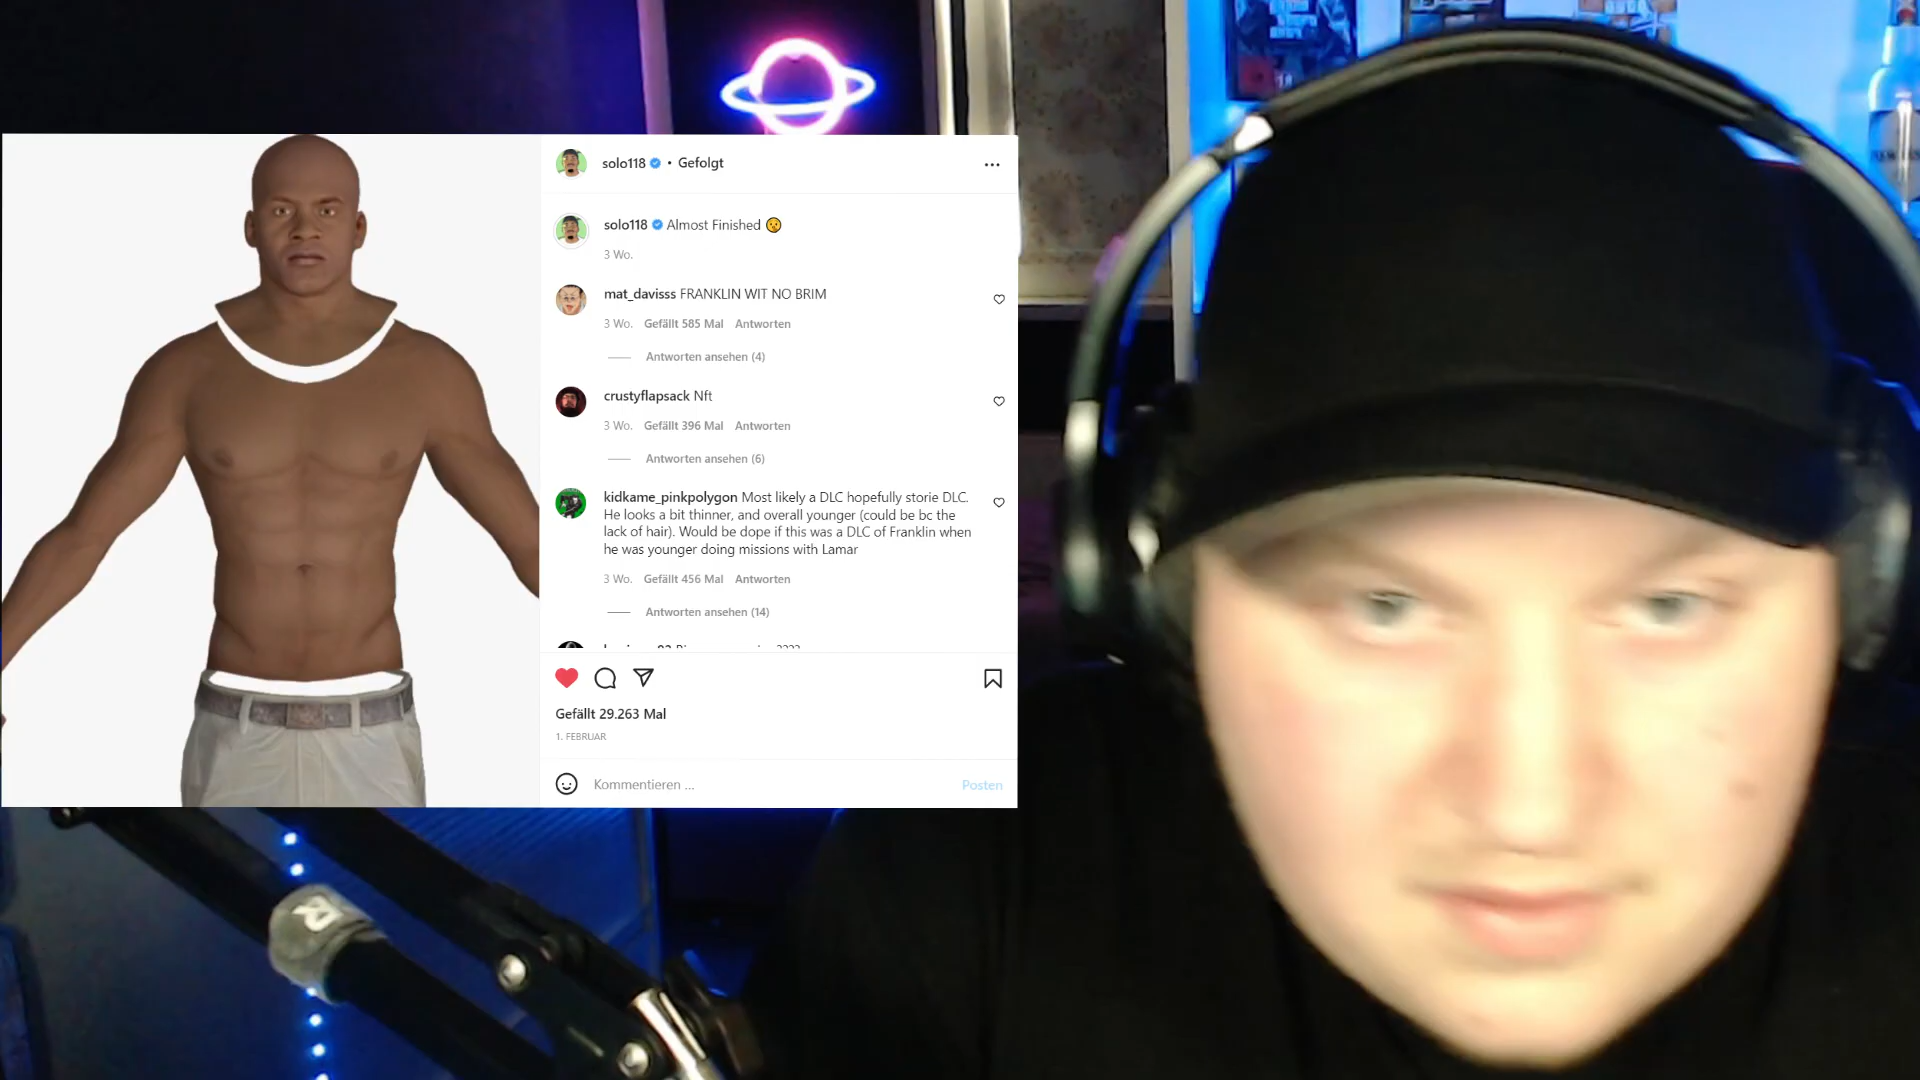 solo118 • Gefolgt
solo118 Almost Finished
3 Wo.
mat_davisss FRANKLIN WIT NO BRIM
3 Wo. Gefällt 585 Mal Antworten
Antworten ansehen (4)
crustyflapsack Nft
3 Wo. Gefällt 396 Mal Antworten
Antworten ansehen (6)
kidkame_pinkpolygon Most likely a DLC hopefully storie DLC.
He looks a bit thinner, and overall younger (could be bc the
lack of hair). Would be dope if this was a DLC of Franklin when
he was younger doing missions with Lamar
3 Wo. Gefällt 456 Mal Antworten
Antworten ansehen (14)
Gefällt 29.263 Mal
1. FEBRUAR
Kommentieren ...
Posten